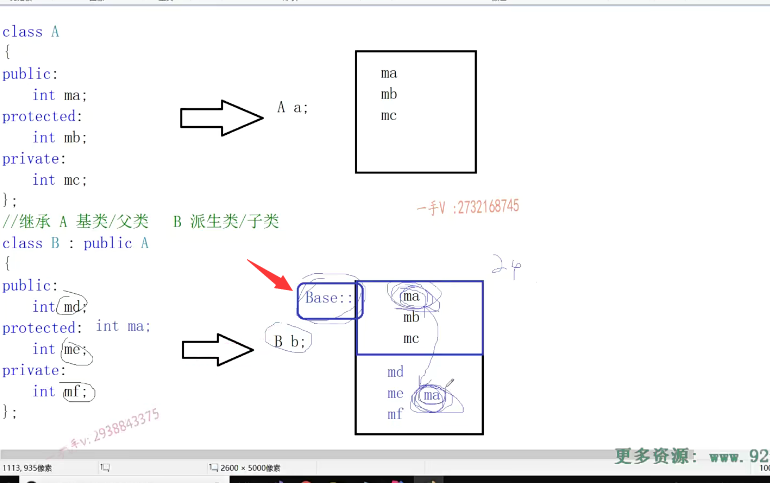 class A
{
public:
int ma;
protected:
int mb;
private:
int mc;
};
A a;
ma
mb
mc
一手V :2732168745
//继承 A 基类/父类 B 派生类/子类
class B : public A
{
public:
int md;
protected: int ma;
int me;
private:
int mf;
};
24
Base::
B b;
ma
mb
mc
md
me ma
mf
一手v: 2938843375
更多资源: www.92
1113, 935像素
2600 × 5000像素
100